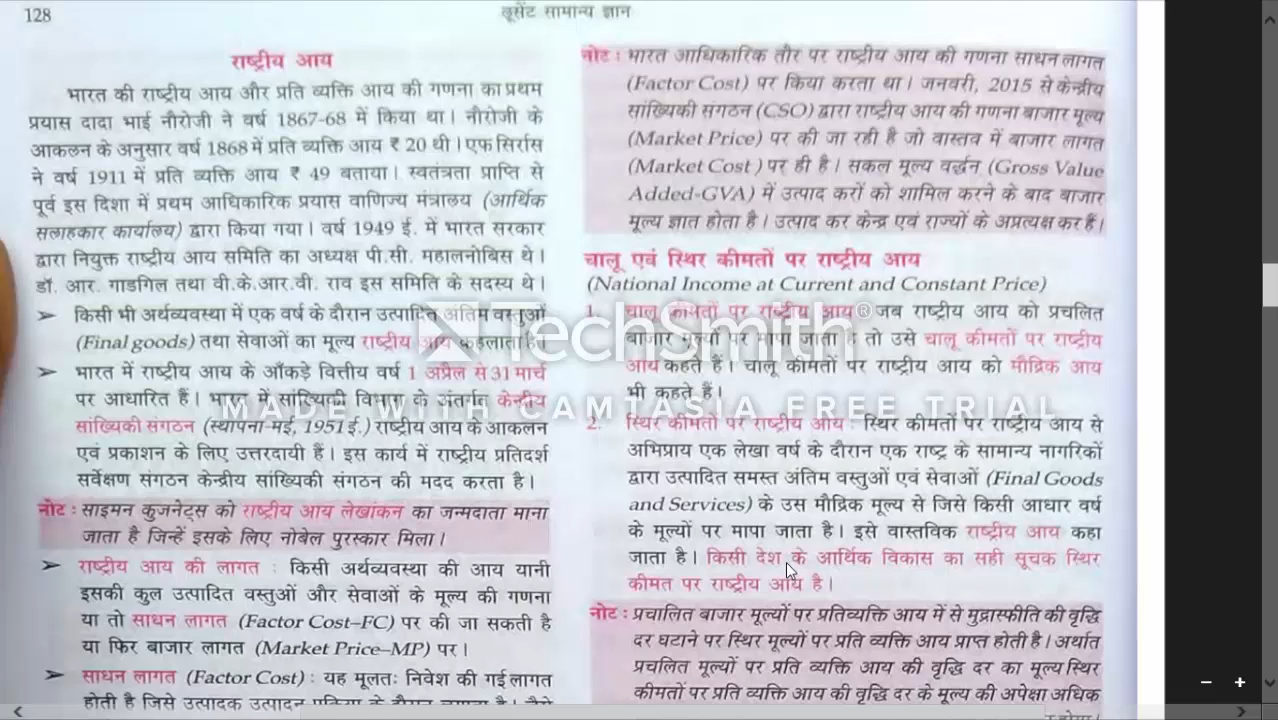 128
लूसेंट सामान्य ज्ञान
राष्ट्रीय आय
भारत की राष्ट्रीय आय और प्रति व्यक्ति आय की गणना का प्रथम
प्रयास दादा भाई नौरोजी ने वर्ष 1867-68 में किया था। नौरोजी के
आकलन के अनुसार वर्ष 1868 में प्रति व्यक्ति आय ₹ 20 थी। एफ सिर्रास
ने वर्ष 1911 में प्रति व्यक्ति आय ₹ 49 बताया। स्वतंत्रता प्राप्ति से
पूर्व इस दिशा में प्रथम आधिकारिक प्रयास वाणिज्य मंत्रालय (आर्थिक
सलाहकार कार्यालय) द्वारा किया गया। वर्ष 1949 ई. में भारत सरकार
द्वारा नियुक्त राष्ट्रीय आय समिति का अध्यक्ष पी.सी. महालनोबिस थे।
डॉ. आर. गाडगिल तथा वी.के.आर.वी. राव इस समिति के सदस्य थे।
➤ किसी भी अर्थव्यवस्था में एक वर्ष के दौरान उत्पादित अंतिम वस्तुओं
(Final goods) तथा सेवाओं का मूल्य राष्ट्रीय आय कहलाता है।
➤ भारत में राष्ट्रीय आय के आँकड़े वित्तीय वर्ष 1 अप्रैल से 31 मार्च
पर आधारित हैं। भारत में सांख्यिकी विभाग के अंतर्गत केन्द्रीय
सांख्यिकी संगठन (स्थापना-मई, 1951 ई.) राष्ट्रीय आय के आकलन
एवं प्रकाशन के लिए उत्तरदायी हैं। इस कार्य में राष्ट्रीय प्रतिदर्श
सर्वेक्षण संगठन केन्द्रीय सांख्यिकी संगठन की मदद करता है।
नोट : साइमन कुजनेट्स को राष्ट्रीय आय लेखांकन का जन्मदाता माना
जाता है जिन्हें इसके लिए नोबेल पुरस्कार मिला।
➤ राष्ट्रीय आय की लागत : किसी अर्थव्यवस्था की आय यानी
इसकी कुल उत्पादित वस्तुओं और सेवाओं के मूल्य की गणना
या तो साधन लागत (Factor Cost–FC) पर की जा सकती है
या फिर बाजार लागत (Market Price–MP) पर।
➤ साधन लागत (Factor Cost) : यह मूलतः निवेश की गई लागत
होती है जिसे उत्पादक उत्पादन
नोट : भारत आधिकारिक तौर पर राष्ट्रीय आय की गणना साधन लागत
(Factor Cost) पर किया करता था। जनवरी, 2015 से केन्द्रीय
सांख्यिकी संगठन (CSO) द्वारा राष्ट्रीय आय की गणना बाजार मूल्य
(Market Price) पर की जा रही है जो वास्तव में बाजार लागत
(Market Cost) पर ही है। सकल मूल्य वर्द्धन (Gross Value
Added-GVA) में उत्पाद करों को शामिल करने के बाद बाजार
मूल्य ज्ञात होता है। उत्पाद कर केन्द्र एवं राज्यों के अप्रत्यक्ष कर हैं।
चालू एवं स्थिर कीमतों पर राष्ट्रीय आय
(National Income at Current and Constant Price)
1. चालू कीमतों पर राष्ट्रीय आय : जब राष्ट्रीय आय को प्रचलित
बाजार मूल्यों पर मापा जाता है तो उसे चालू कीमतों पर राष्ट्रीय
आय कहते हैं। चालू कीमतों पर राष्ट्रीय आय को मौद्रिक आय
भी कहते हैं।
2. स्थिर कीमतों पर राष्ट्रीय आय : स्थिर कीमतों पर राष्ट्रीय आय से
अभिप्राय एक लेखा वर्ष के दौरान एक राष्ट्र के सामान्य नागरिकों
द्वारा उत्पादित समस्त अंतिम वस्तुओं एवं सेवाओं (Final Goods
and Services) के उस मौद्रिक मूल्य से जिसे किसी आधार वर्ष
के मूल्यों पर मापा जाता है। इसे वास्तविक राष्ट्रीय आय कहा
जाता है। किसी देश के आर्थिक विकास का सही सूचक स्थिर
कीमत पर राष्ट्रीय आय है।
नोट : प्रचालित बाजार मूल्यों पर प्रतिव्यक्ति आय में से मुद्रास्फीति की वृद्धि
दर घटाने पर स्थिर मूल्यों पर प्रति व्यक्ति आय प्राप्त होती है। अर्थात
प्रचलित मूल्यों पर प्रति व्यक्ति आय की वृद्धि दर का मूल्य स्थिर
कीमतों पर प्रति व्यक्ति आय की वृद्धि दर के मूल्य की अपेक्षा अधिक
TechSmith®
MADE WITH CAMTASIA FREE TRIAL